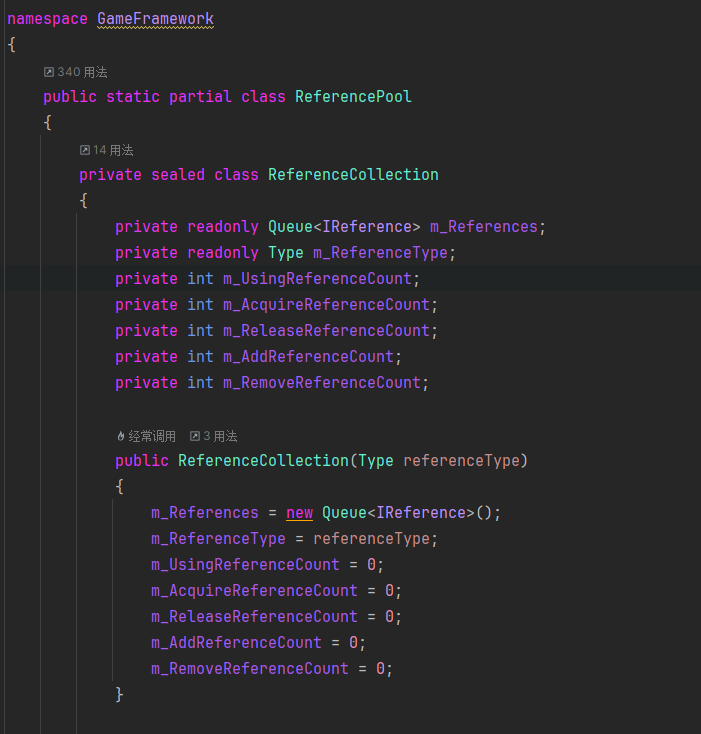 namespace GameFramework
{
340 用法
public static partial class ReferencePool
{
14 用法
private sealed class ReferenceCollection
{
private readonly Queue<IReference> m_References;
private readonly Type m_ReferenceType;
private int m_UsingReferenceCount;
private int m_AcquireReferenceCount;
private int m_ReleaseReferenceCount;
private int m_AddReferenceCount;
private int m_RemoveReferenceCount;
经常调用 3 用法
public ReferenceCollection(Type referenceType)
{
m_References = new Queue<IReference>();
m_ReferenceType = referenceType;
m_UsingReferenceCount = 0;
m_AcquireReferenceCount = 0;
m_ReleaseReferenceCount = 0;
m_AddReferenceCount = 0;
m_RemoveReferenceCount = 0;
}